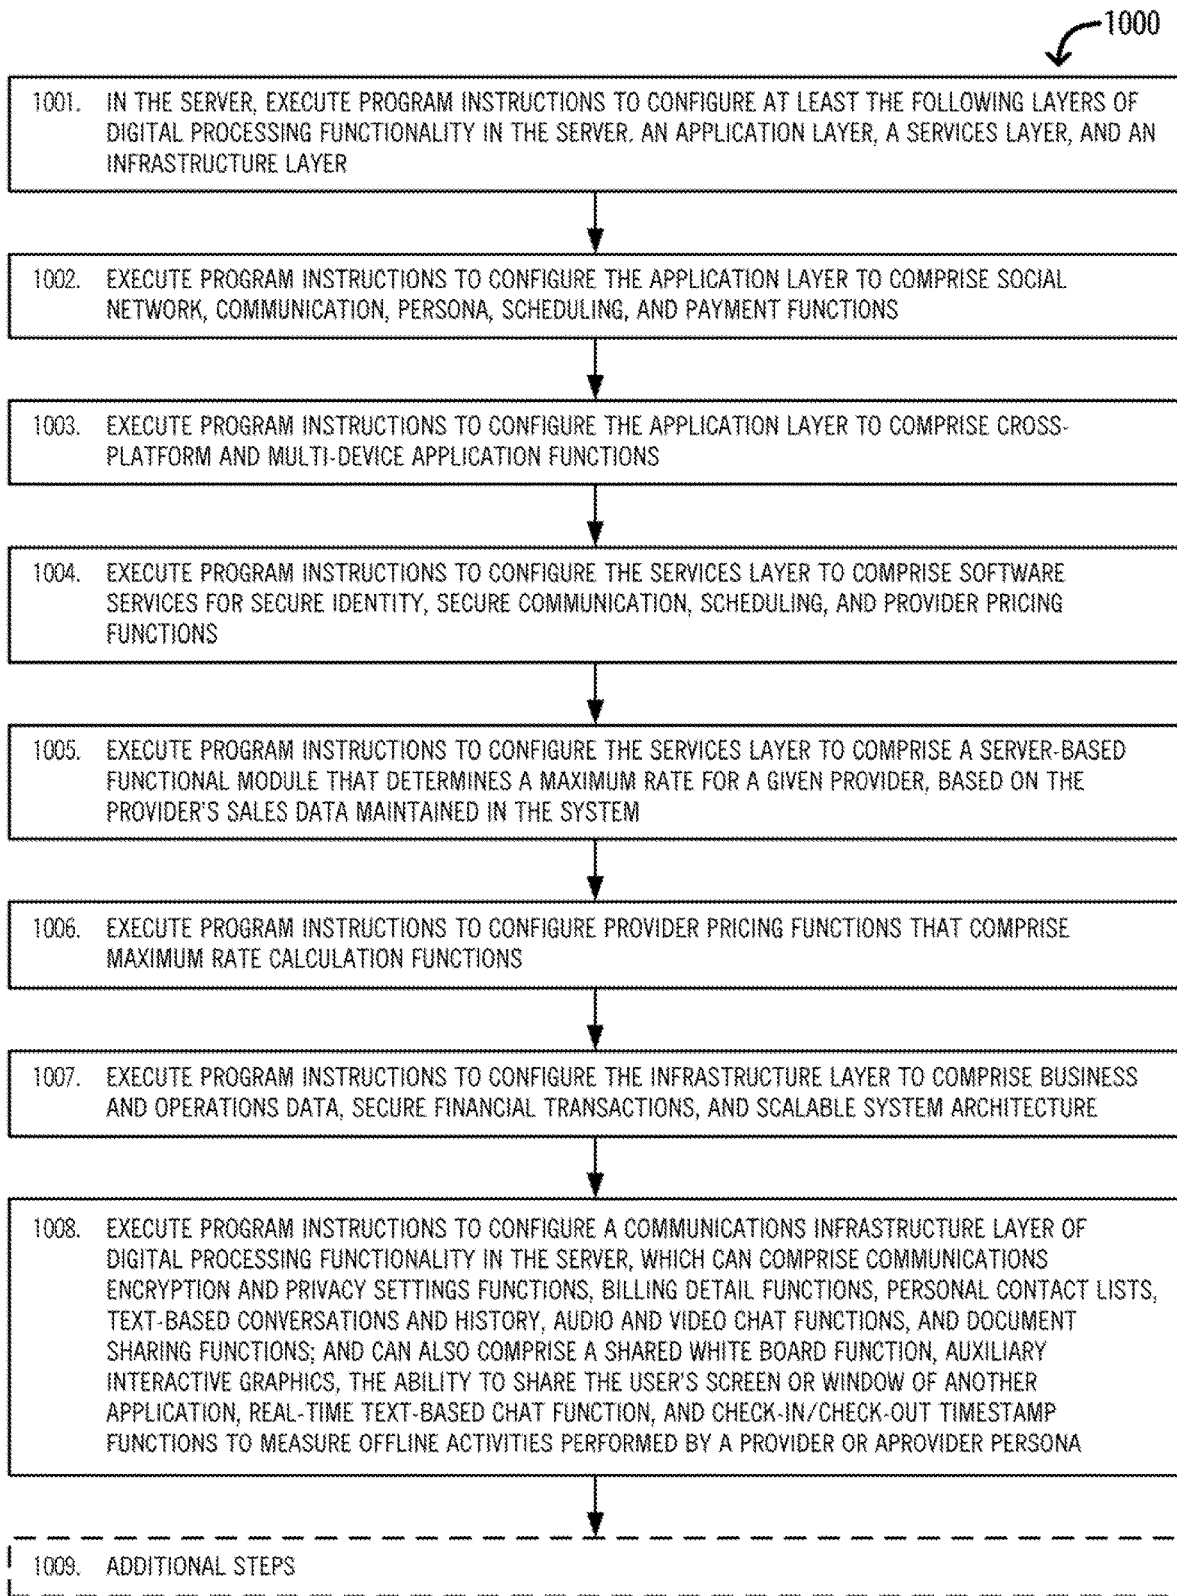 1000
1001. IN THE SERVER, EXECUTE PROGRAM INSTRUCTIONS TO CONFIGURE AT LEAST THE FOLLOWING LAYERS OF
DIGITAL PROCESSING FUNCTIONALITY IN THE SERVER. AN APPLICATION LAYER, A SERVICES LAYER, AND AN
INFRASTRUCTURE LAYER
1002. EXECUTE PROGRAM INSTRUCTIONS TO CONFIGURE THE APPLICATION LAYER TO COMPRISE SOCIAL
NETWORK, COMMUNICATION, PERSONA, SCHEDULING, AND PAYMENT FUNCTIONS
1003. EXECUTE PROGRAM INSTRUCTIONS TO CONFIGURE THE APPLICATION LAYER TO COMPRISE CROSS-
PLATFORM AND MULTI-DEVICE APPLICATION FUNCTIONS
1004. EXECUTE PROGRAM INSTRUCTIONS TO CONFIGURE THE SERVICES LAYER TO COMPRISE SOFTWARE
SERVICES FOR SECURE IDENTITY, SECURE COMMUNICATION, SCHEDULING, AND PROVIDER PRICING
FUNCTIONS
1005. EXECUTE PROGRAM INSTRUCTIONS TO CONFIGURE THE SERVICES LAYER TO COMPRISE A SERVER-BASED
FUNCTIONAL MODULE THAT DETERMINES A MAXIMUM RATE FOR A GIVEN PROVIDER, BASED ON THE
PROVIDER'S SALES DATA MAINTAINED IN THE SYSTEM
1006. EXECUTE PROGRAM INSTRUCTIONS TO CONFIGURE PROVIDER PRICING FUNCTIONS THAT COMPRISE
MAXIMUM RATE CALCULATION FUNCTIONS
1007. EXECUTE PROGRAM INSTRUCTIONS TO CONFIGURE THE INFRASTRUCTURE LAYER TO COMPRISE BUSINESS
AND OPERATIONS DATA, SECURE FINANCIAL TRANSACTIONS, AND SCALABLE SYSTEM ARCHITECTURE
1008. EXECUTE PROGRAM INSTRUCTIONS TO CONFIGURE A COMMUNICATIONS INFRASTRUCTURE LAYER OF
DIGITAL PROCESSING FUNCTIONALITY IN THE SERVER, WHICH CAN COMPRISE COMMUNICATIONS
ENCRYPTION AND PRIVACY SETTINGS FUNCTIONS, BILLING DETAIL FUNCTIONS, PERSONAL CONTACT LISTS,
TEXT-BASED CONVERSATIONS AND HISTORY, AUDIO AND VIDEO CHAT FUNCTIONS, AND DOCUMENT
SHARING FUNCTIONS; AND CAN ALSO COMPRISE A SHARED WHITE BOARD FUNCTION, AUXILIARY
INTERACTIVE GRAPHICS, THE ABILITY TO SHARE THE USER'S SCREEN OR WINDOW OF ANOTHER
APPLICATION, REAL-TIME TEXT-BASED CHAT FUNCTION, AND CHECK-IN/CHECK-OUT TIMESTAMP
FUNCTIONS TO MEASURE OFFLINE ACTIVITIES PERFORMED BY A PROVIDER OR APROVIDER PERSONA
1009. ADDITIONAL STEPS